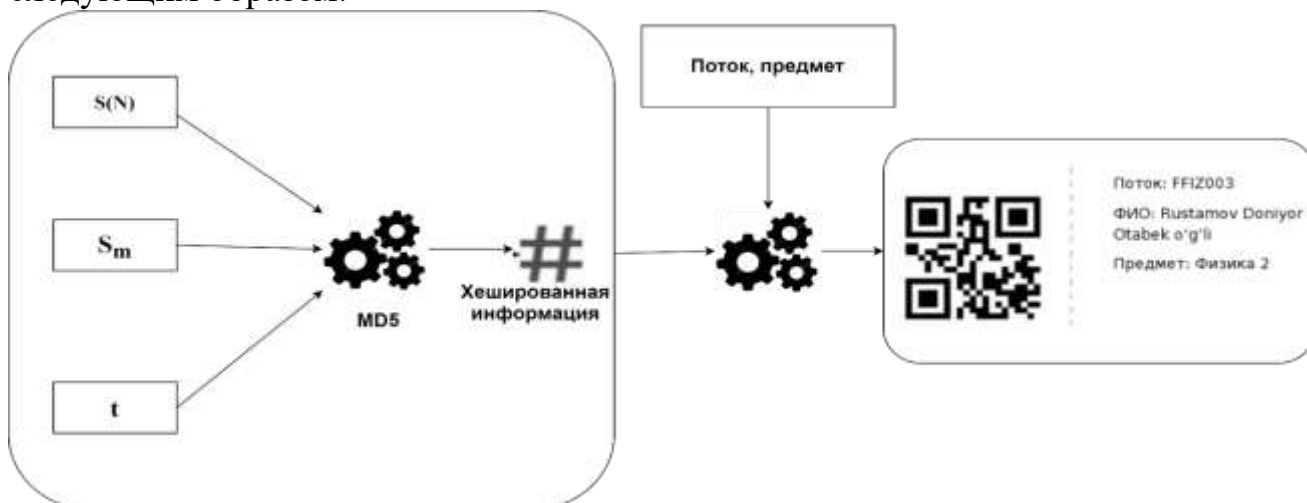 следующим образом:
S(N)
Sm
t
MD5
#
Хешированная
информация
Поток, предмет
Поток: FFIZ003
ФИО: Rustamov Doniyor
Otabek o'g'li
Предмет: Физика 2